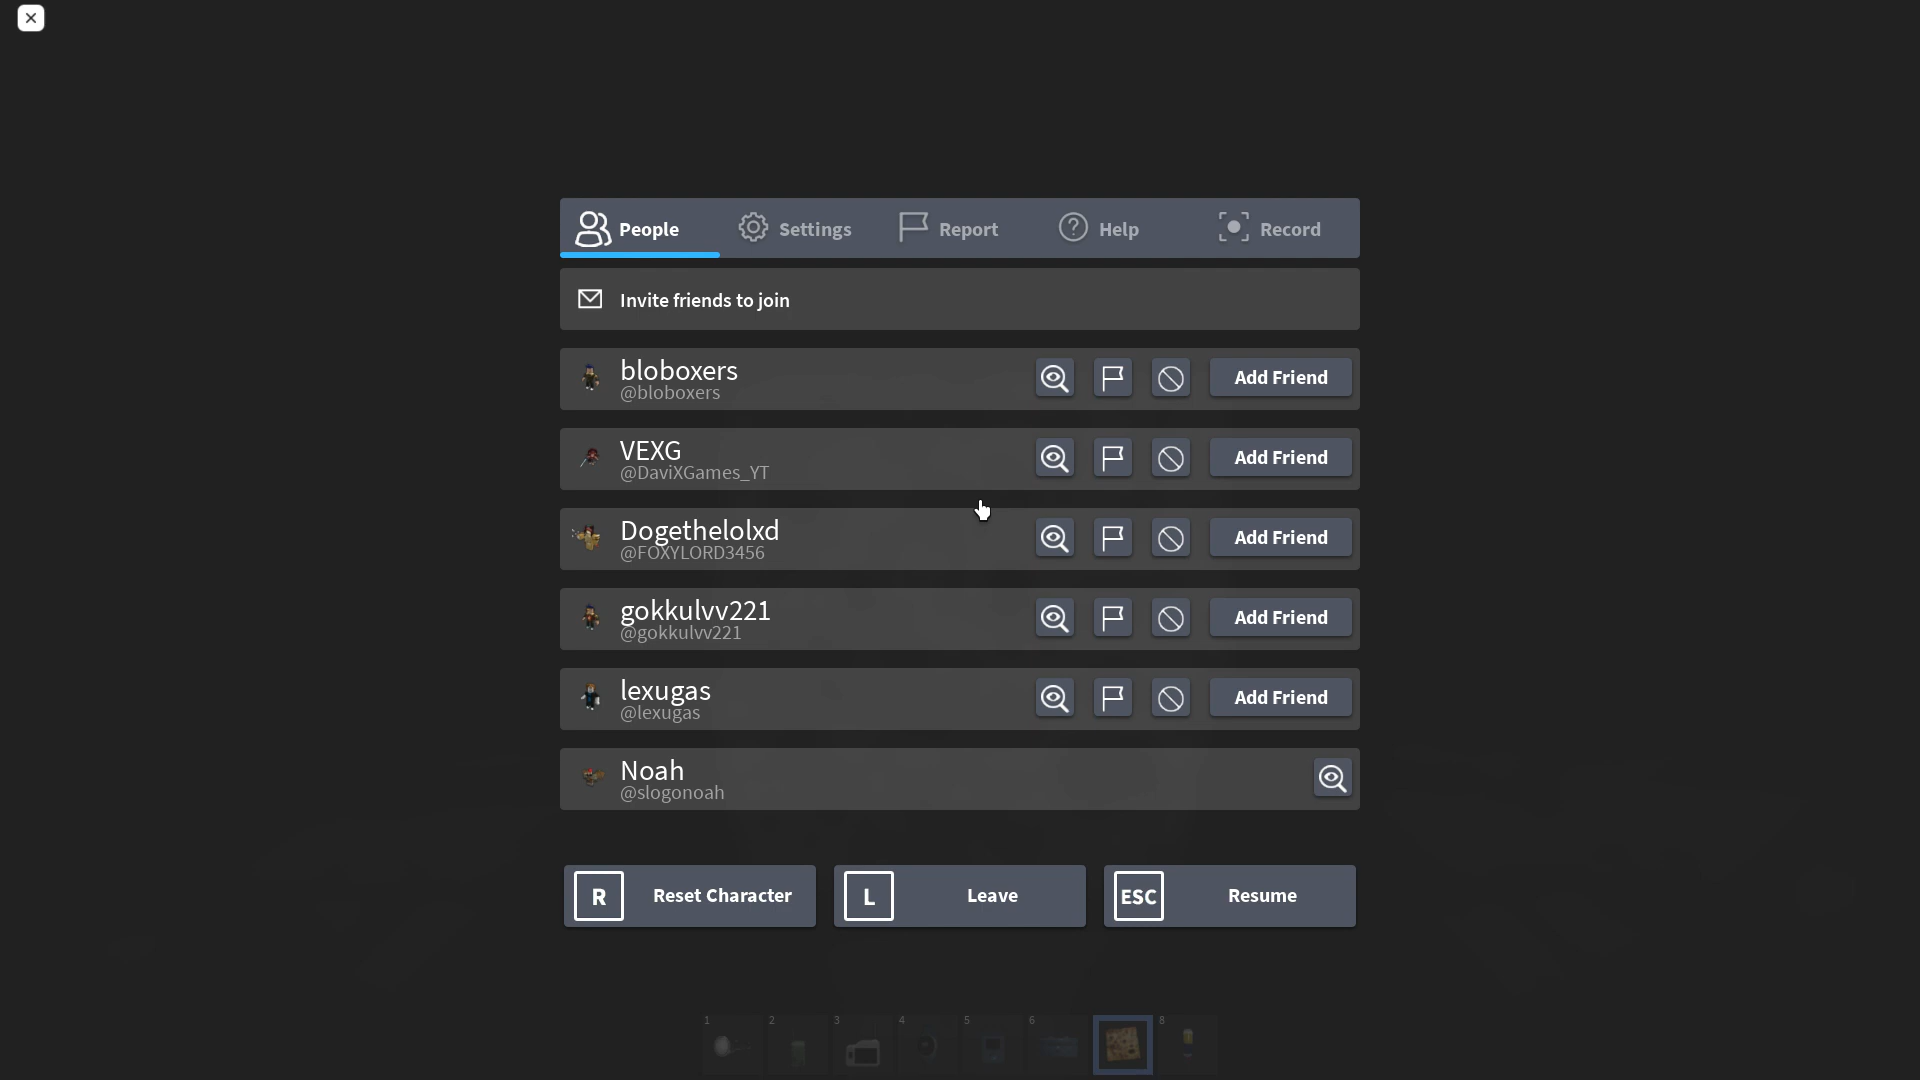 People Settings Report Help Record
Invite friends to join
bloboxers
@bloboxers
Add Friend
VEXG
@DaviXGames_YT
Add Friend
Dogethelolxd
@FOXYLORD3456
Add Friend
gokkulvv221
@gokkulvv221
Add Friend
lexugas
@lexugas
Add Friend
Noah
@slogonoah
R Reset Character L Leave ESC Resume
1 2 3 4 5 6 8